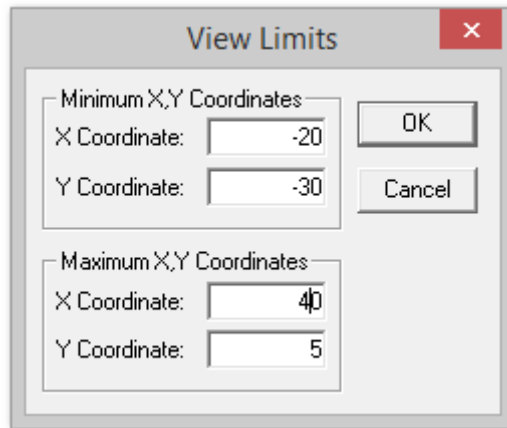 View Limits
Minimum X,Y Coordinates
X Coordinate: -20
OK
Y Coordinate: -30
Cancel
Maximum X,Y Coordinates
X Coordinate: 40
Y Coordinate: 5